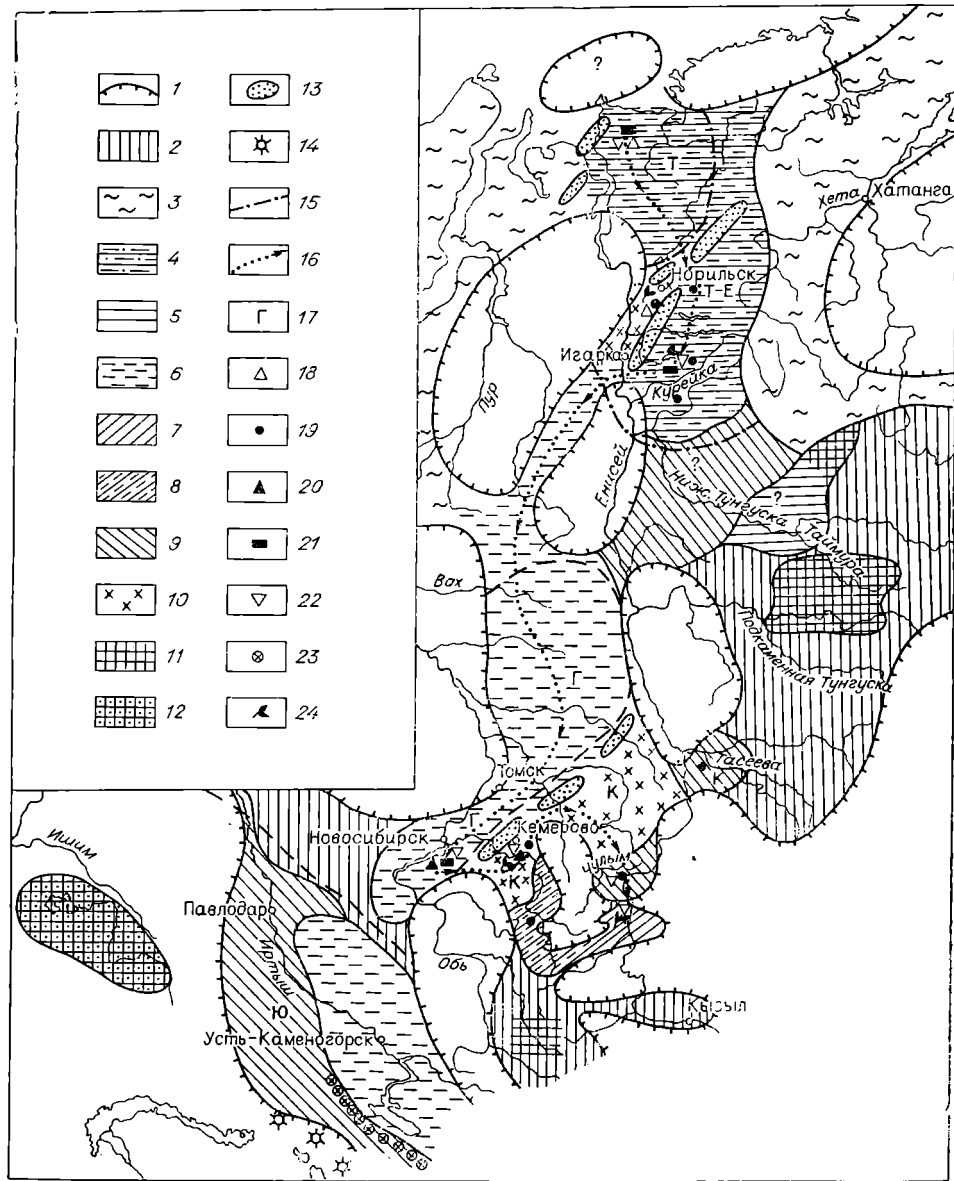 1
2
3
4
5
6
7
8
9
10
11
12
13
14
15
16
Г
17
18
19
20
21
22
23
24
?
Т
Хета
Хатанга
Норильск
Т-Е
Игарка
Курейка
Пур
Енисей
?
Ниж. Тунгуска
?
Таймура
Вах
Подкаменная Тунгуска
Г
Томск
К
Тасеева
К
Г
Новосибирск
Кемерово
Чулым
К
Ишим
Павлодар
Иртыш
Обь
Ю
Кызыл
Усть-Каменогорск